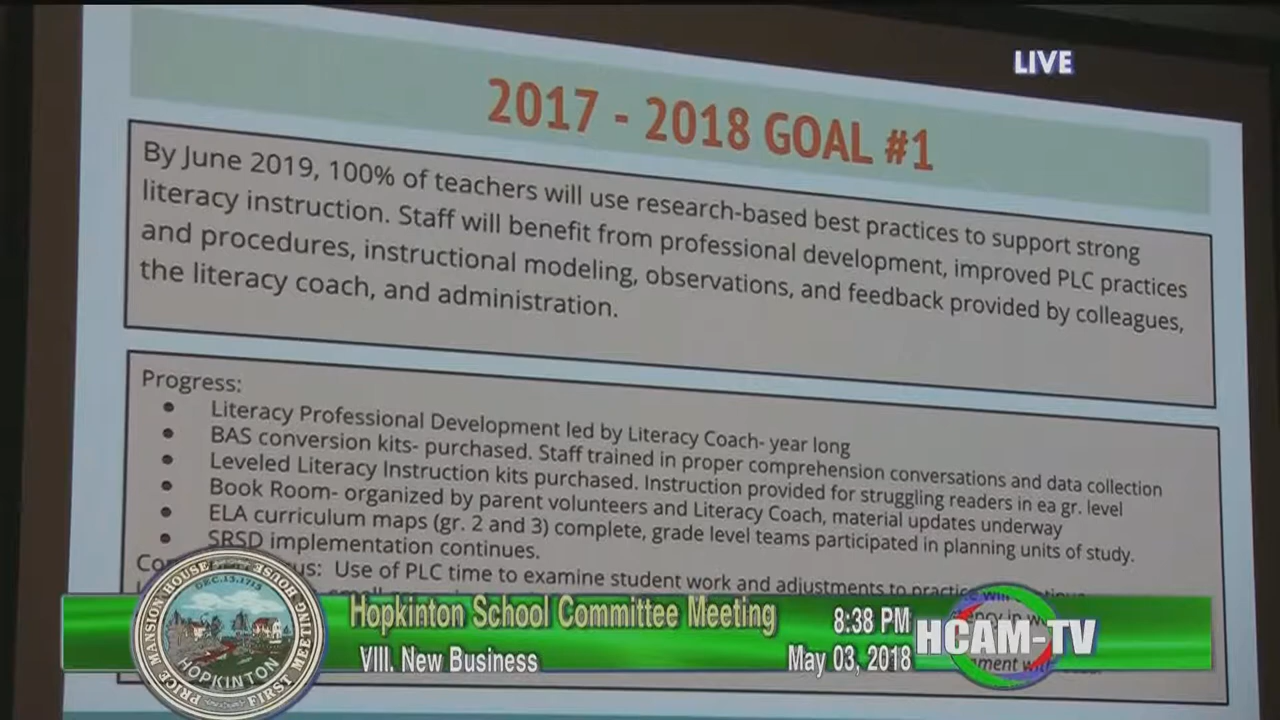 LIVE
2017 - 2018 GOAL #1
By June 2019, 100% of teachers will use research-based best practices to support strong
literacy instruction. Staff will benefit from professional development, improved PLC practices
and procedures, instructional modeling, observations, and feedback provided by colleagues,
the literacy coach, and administration.
Progress:
● Literacy Professional Development led by Literacy Coach- year long
● BAS conversion kits- purchased. Staff trained in proper comprehension conversations and data collection
● Leveled Literacy Instruction kits purchased. Instruction provided for struggling readers in ea gr. level
● Book Room- organized by parent volunteers and Literacy Coach, material updates underway
● ELA curriculum maps (gr. 2 and 3) complete, grade level teams participated in planning units of study.
● SRSD implementation continues.
Use of PLC time to examine student work and adjustments to practice will
Hopkinton School Committee Meeting
8:38 PM
VIII. New Business
May 03, 2018
HCAM-TV
PRICE MANSION HOUSE
FIRST MEETING HOUSE
DEC.13.1715
HOPKINTON